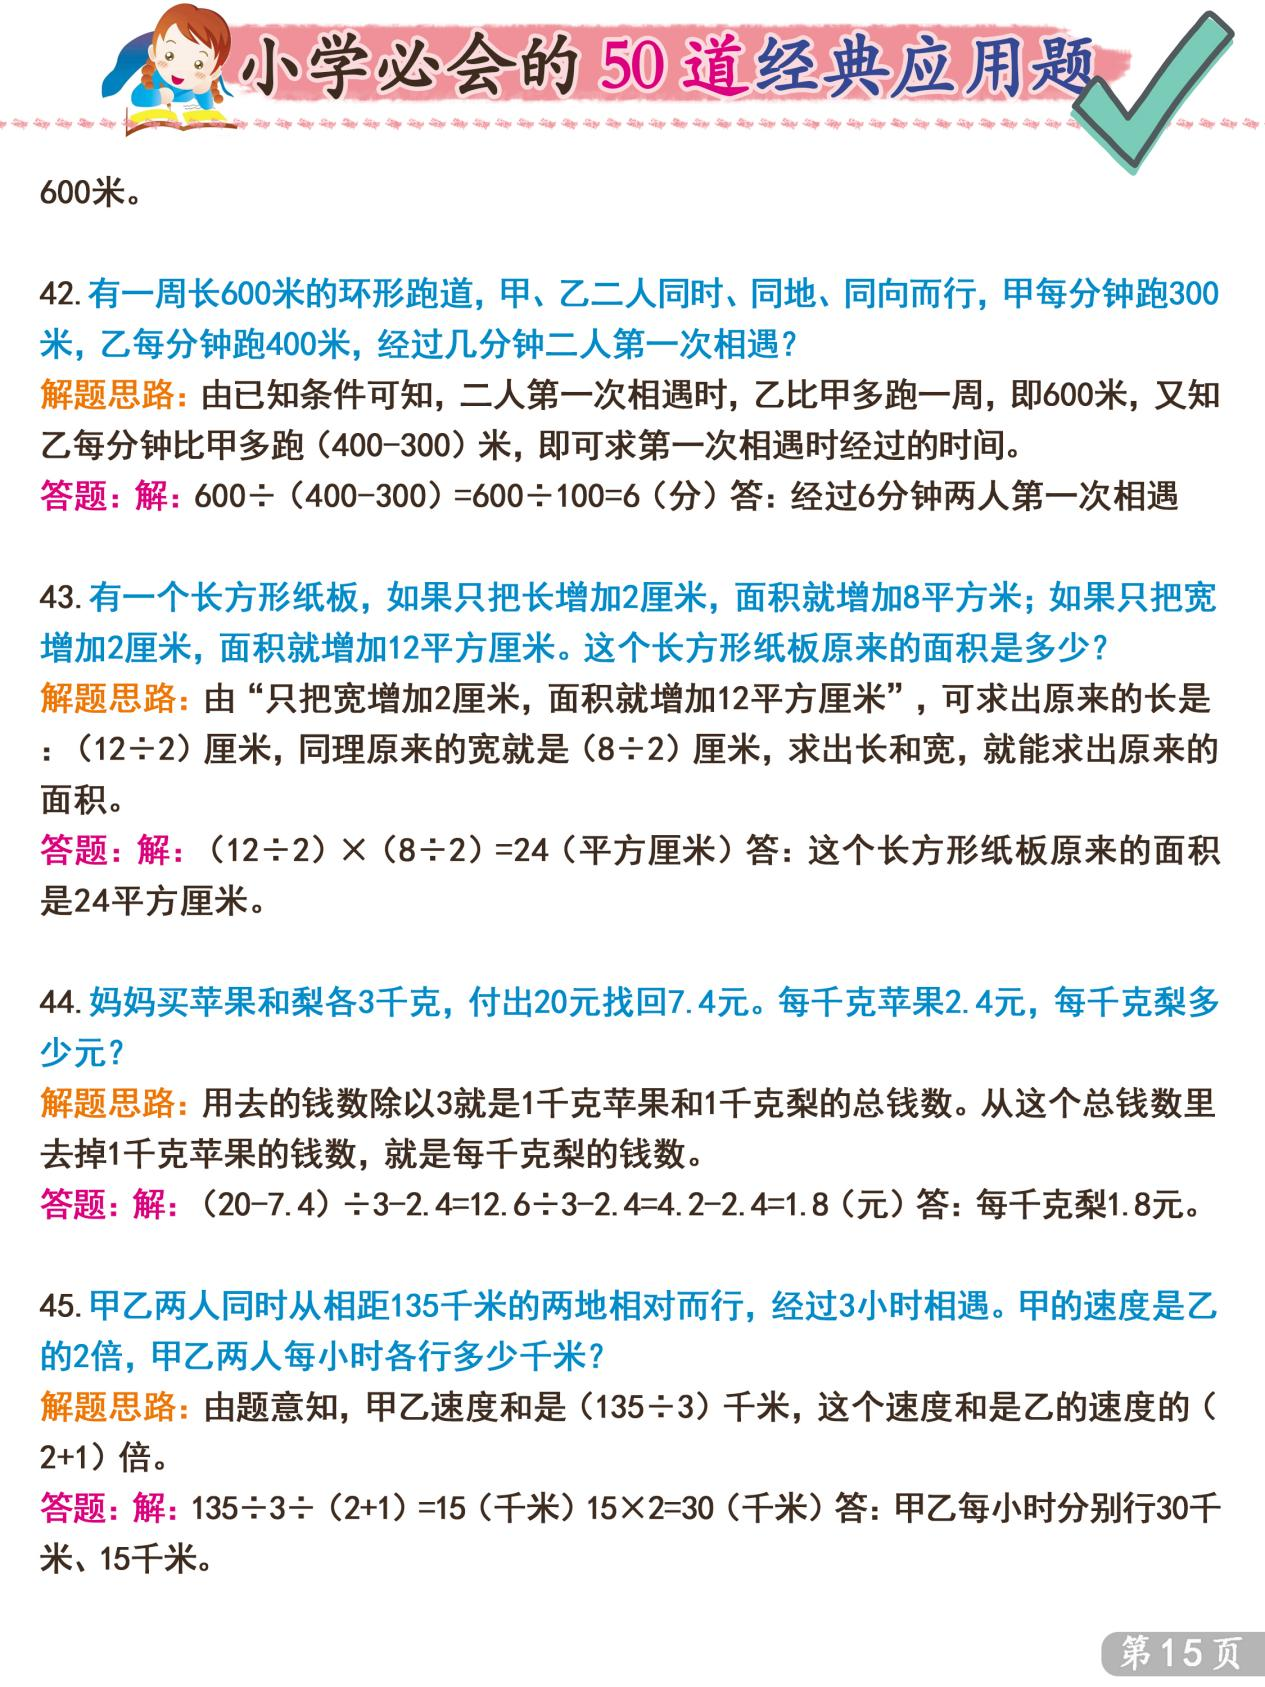 小学必会的50道经典应用题
600米。
42.有一周长600米的环形跑道，甲、乙二人同时、同地、同向而行，甲每分钟跑300
米，乙每分钟跑400米，经过几分钟二人第一次相遇？
解题思路：由已知条件可知，二人第一次相遇时，乙比甲多跑一周，即600米，又知
乙每分钟比甲多跑（400-300）米，即可求第一次相遇时经过的时间。
答题：解：600÷（400-300）=600÷100=6（分）答：经过6分钟两人第一次相遇
43.有一个长方形纸板，如果只把长增加2厘米，面积就增加8平方米；如果只把宽
增加2厘米，面积就增加12平方厘米。这个长方形纸板原来的面积是多少？
解题思路：由“只把宽增加2厘米，面积就增加12平方厘米”，可求出原来的长是
：（12÷2）厘米，同理原来的宽就是（8÷2）厘米，求出长和宽，就能求出原来的
面积。
答题：解：（12÷2）×（8÷2）=24（平方厘米）答：这个长方形纸板原来的面积
是24平方厘米。
44.妈妈买苹果和梨各3千克，付出20元找回7.4元。每千克苹果2.4元，每千克梨多
少元？
解题思路：用去的钱数除以3就是1千克苹果和1千克梨的总钱数。从这个总钱数里
去掉1千克苹果的钱数，就是每千克梨的钱数。
答题：解：（20-7.4）÷3-2.4=12.6÷3-2.4=4.2-2.4=1.8（元）答：每千克梨1.8元。
45.甲乙两人同时从相距135千米的两地相对而行，经过3小时相遇。甲的速度是乙
的2倍，甲乙两人每小时各行多少千米？
解题思路：由题意知，甲乙速度和是（135÷3）千米，这个速度和是乙的速度的（
2+1）倍。
答题：解：135÷3÷（2+1）=15（千米）15×2=30（千米）答：甲乙每小时分别行30千
米、15千米。
第15页